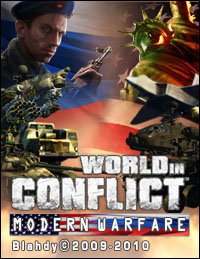 WORLD IN
CONFLICT
MODERN WARFARE
Blahdy©2009-2010